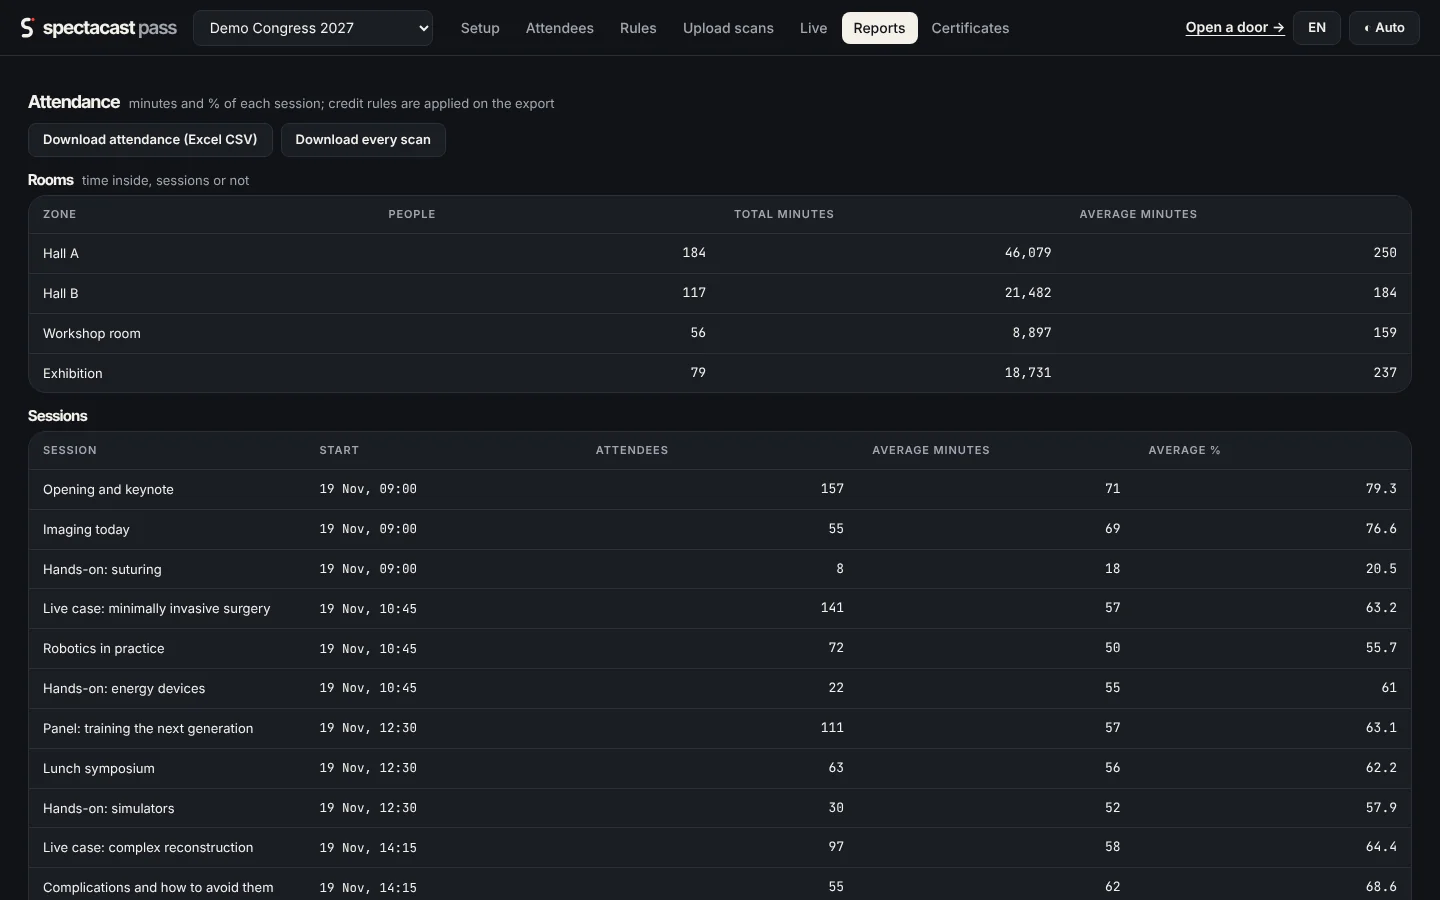 spectacast pass Demo Congress 2027 Setup Attendees Rules Upload scans Live Reports Certificates Open a door → EN Auto
Attendance minutes and % of each session; credit rules are applied on the export
Download attendance (Excel CSV) Download every scan
Rooms time inside, sessions or not
ZONE PEOPLE TOTAL MINUTES AVERAGE MINUTES
Hall A 184 46,079 250
Hall B 117 21,482 184
Workshop room 56 8,897 159
Exhibition 79 18,731 237
Sessions
SESSION START ATTENDEES AVERAGE MINUTES AVERAGE %
Opening and keynote 19 Nov, 09:00 157 71 79.3
Imaging today 19 Nov, 09:00 55 69 76.6
Hands-on: suturing 19 Nov, 09:00 8 18 20.5
Live case: minimally invasive surgery 19 Nov, 10:45 141 57 63.2
Robotics in practice 19 Nov, 10:45 72 50 55.7
Hands-on: energy devices 19 Nov, 10:45 22 55 61
Panel: training the next generation 19 Nov, 12:30 111 57 63.1
Lunch symposium 19 Nov, 12:30 63 56 62.2
Hands-on: simulators 19 Nov, 12:30 30 52 57.9
Live case: complex reconstruction 19 Nov, 14:15 97 58 64.4
Complications and how to avoid them 19 Nov, 14:15 55 62 68.6